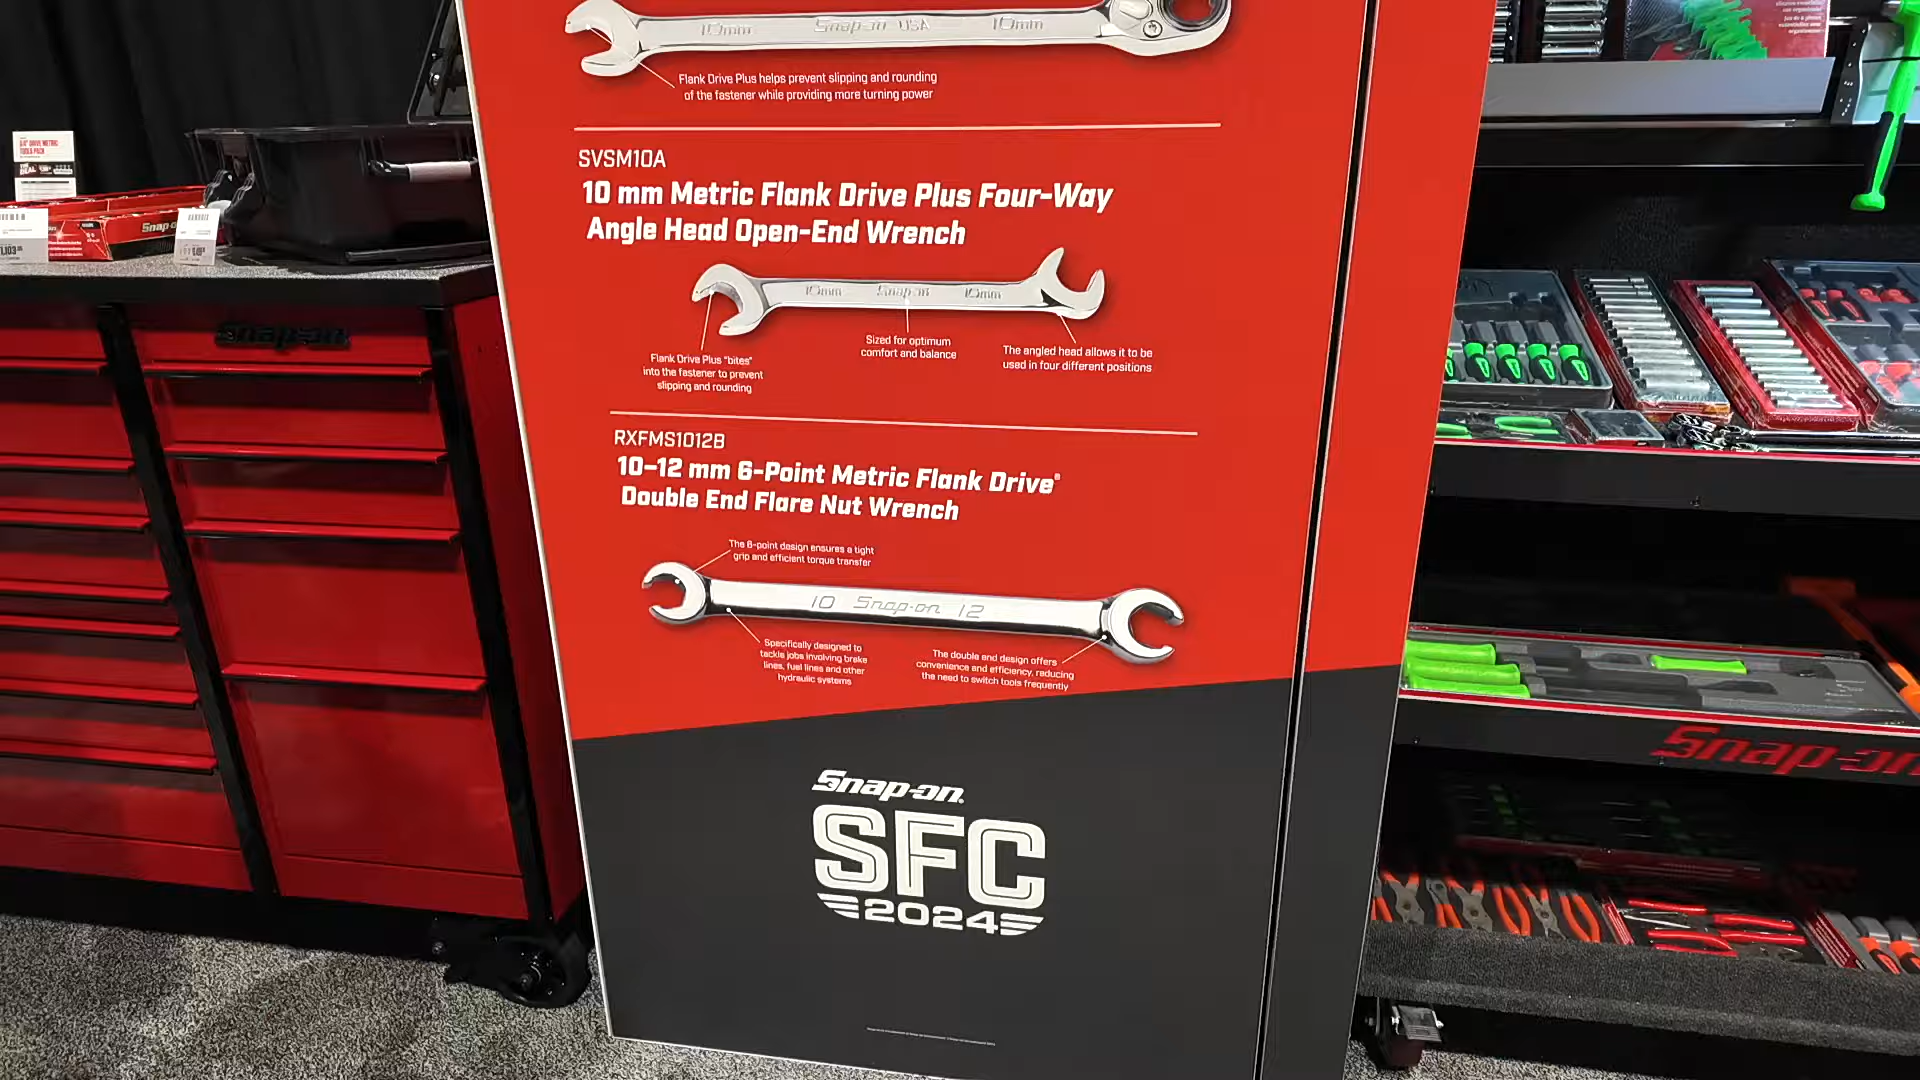 10mm Snap-on USA 10mm
Flank Drive Plus helps prevent slipping and rounding
of the fastener while providing more turning power
SVSM10A
10 mm Metric Flank Drive Plus Four-Way
Angle Head Open-End Wrench
10mm Snap-on 10mm
Flank Drive Plus "bites"
into the fastener to prevent
slipping and rounding
Sized for optimum
comfort and balance
The angled head allows it to be
used in four different positions
RXFMS1012B
10–12 mm 6-Point Metric Flank Drive®
Double End Flare Nut Wrench
The 6-point design ensures a tight
grip and efficient torque transfer
10 Snap-on 12
Specifically designed to
tackle jobs involving brake
lines, fuel lines and other
hydraulic systems
The double end design offers
convenience and efficiency, reducing
the need to switch tools frequently
Snap-on
SFC
2024
Snap-on
Snap-on
Snap-on